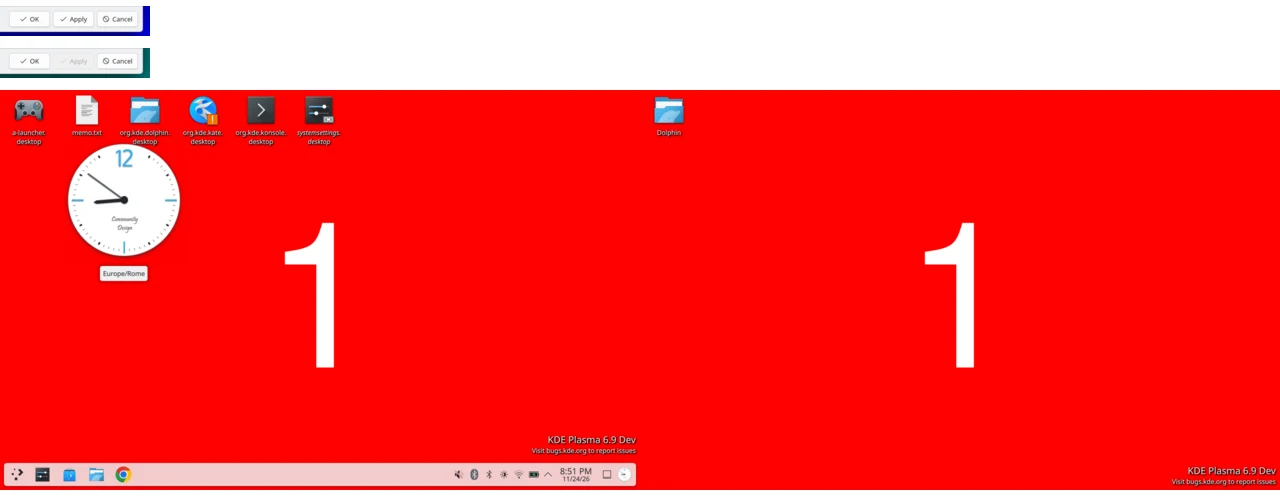 OK Apply Cancel
OK Apply Cancel
a-launcher.
desktop
memo.txt
org.kde.dolphin.
desktop
org.kde.kate.
desktop
org.kde.konsole.
desktop
systemsettings.
desktop
Dolphin
12
Community
Design
Europe/Rome
1
1
KDE Plasma 6.9 Dev
Visit bugs.kde.org to report issues
8:51 PM
11/24/26
KDE Plasma 6.9 Dev
Visit bugs.kde.org to report issues